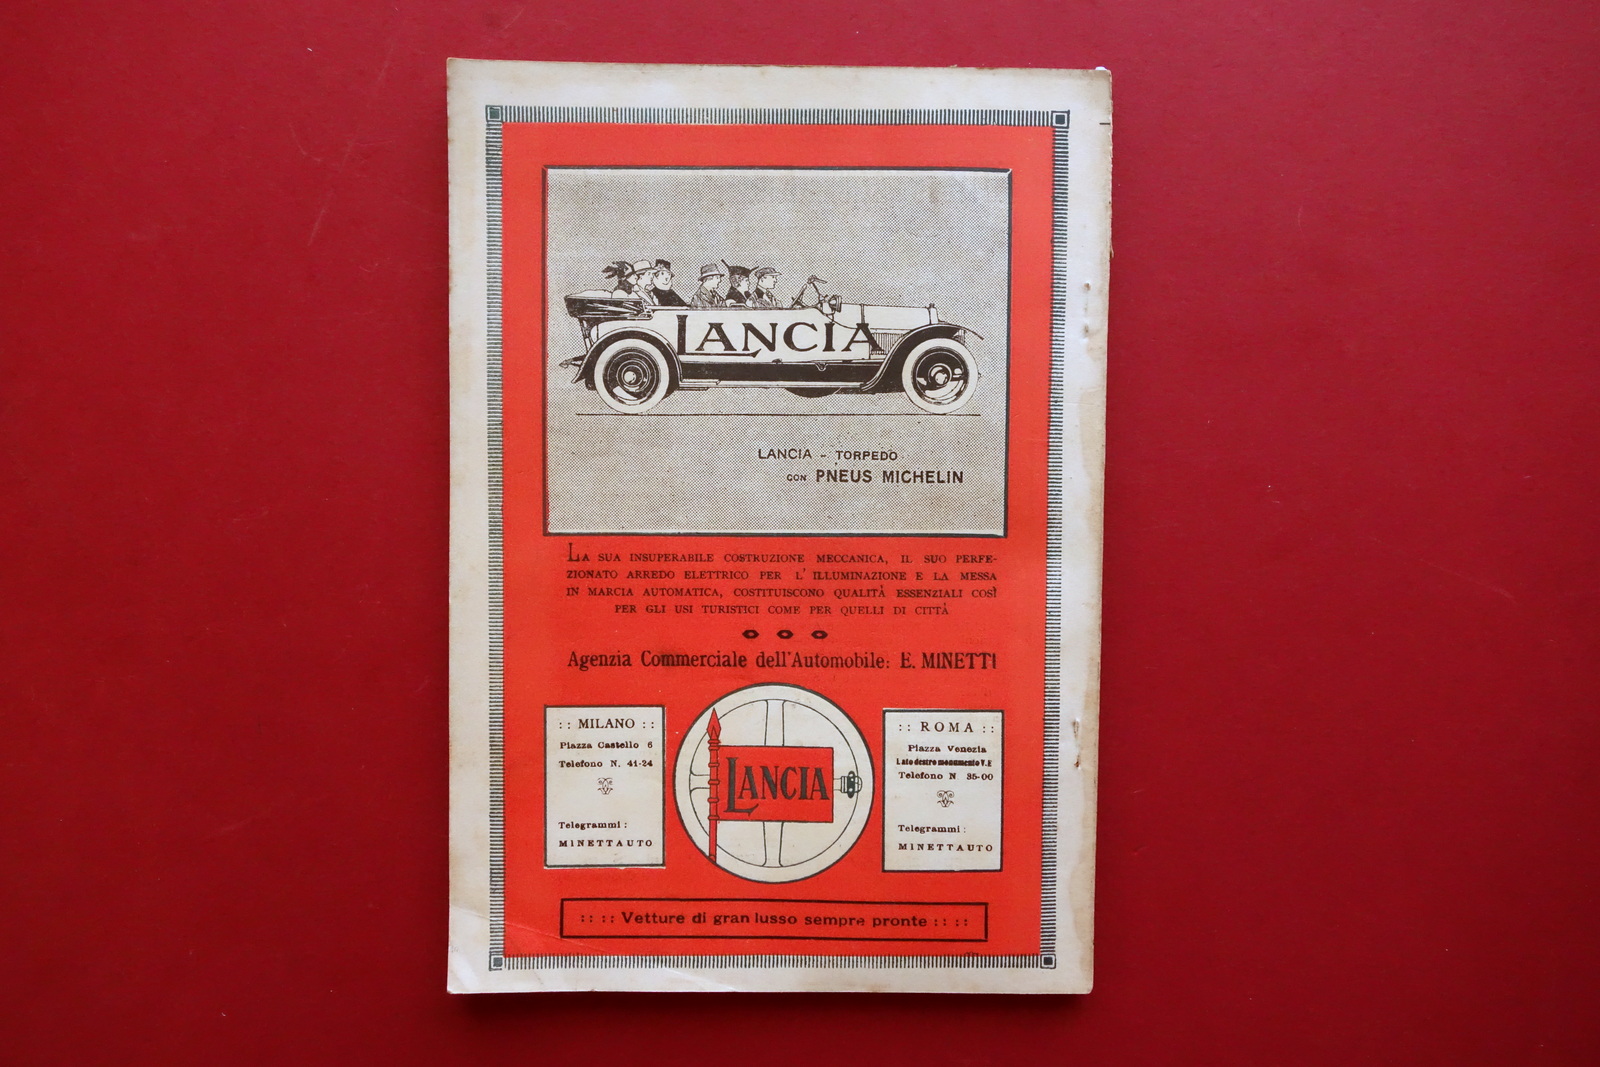 LANCIA
LANCIA - TORPEDO
CON PNEUS MICHELIN
LA SUA INSUPERABILE COSTRUZIONE MECCANICA, IL SUO PERFE-
ZIONATO ARREDO ELETTRICO PER L' ILLUMINAZIONE E LA MESSA
IN MARCIA AUTOMATICA, COSTITUISCONO QUALITÀ ESSENZIALI COSÌ
PER GLI USI TURISTICI COME PER QUELLI DI CITTÀ
Agenzia Commerciale dell'Automobile: E. MINETTI
:: MILANO ::
Piazza Castello 6
Telefono N. 41-24
Telegrammi :
MINETTAUTO
LANCIA
:: ROMA ::
Piazza Venezia
Lato destro monumento V.E
Telefono N 35-00
Telegrammi :
MINETTAUTO
:: :: Vetture di gran lusso sempre pronte :: ::